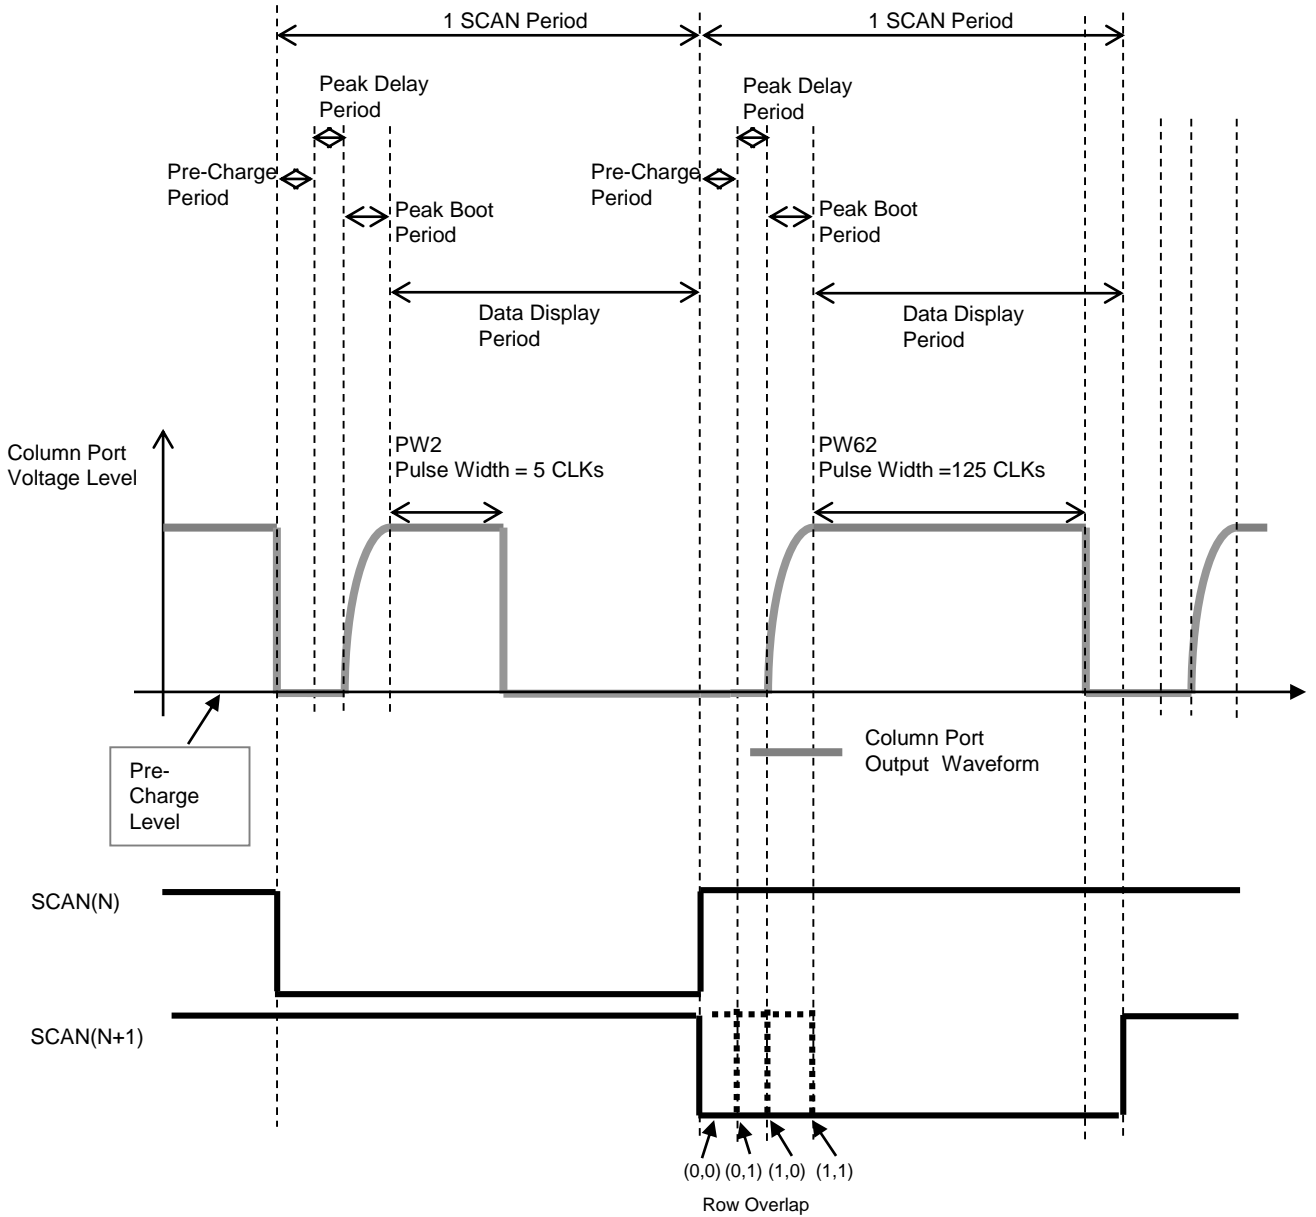 1 SCAN Period
1 SCAN Period
Peak Delay
Period
Peak Delay
Period
Pre-Charge
Period
Pre-Charge
Period
Peak Boot
Period
Peak Boot
Period
Data Display
Period
Data Display
Period
Column Port
Voltage Level
PW2
Pulse Width = 5 CLKs
PW62
Pulse Width =125 CLKs
Pre-
Charge
Level
Column Port
Output Waveform
SCAN(N)
SCAN(N+1)
(0,0) (0,1) (1,0) (1,1)
Row Overlap